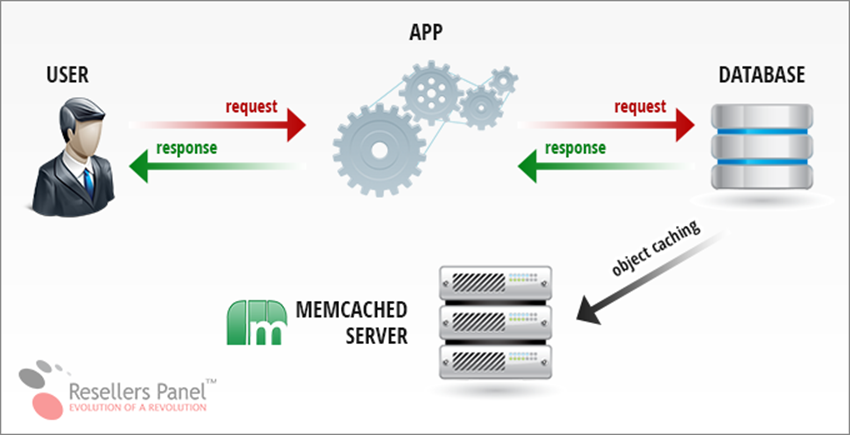 APP
USER
DATABASE
request
request
response
response
object caching
MEMCACHED
SERVER
m
Resellers Panel™
EVOLUTION OF A REVOLUTION